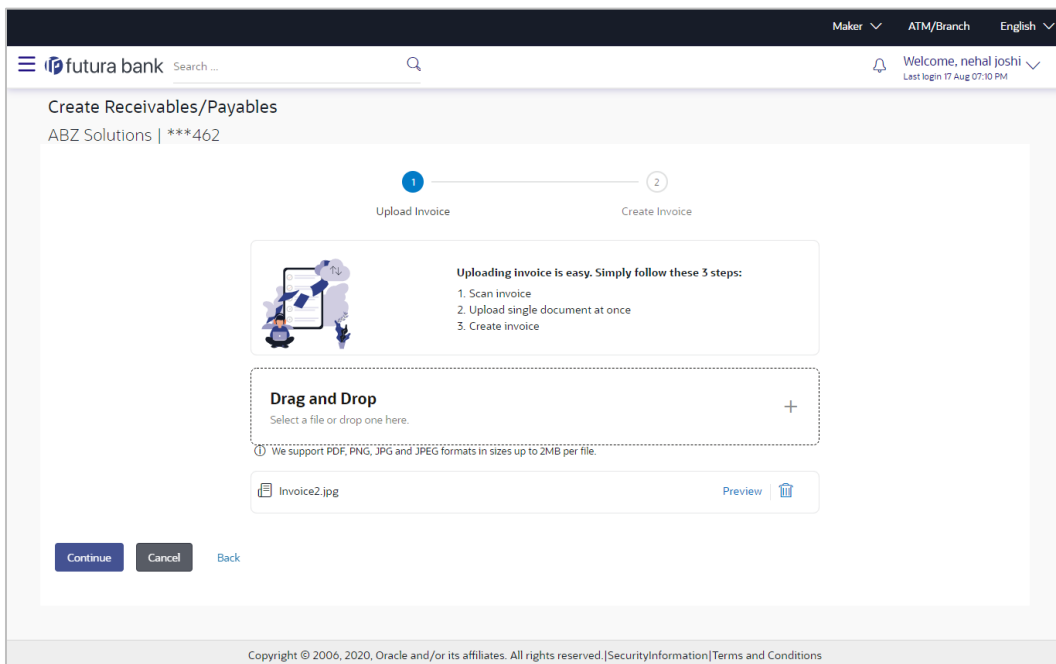 Maker ATM/Branch English
futura bank Search ... Welcome, nehal joshi
Last login 17 Aug 07:10 PM
Create Receivables/Payables
ABZ Solutions | ***462
1 2
Upload Invoice Create Invoice
Uploading invoice is easy. Simply follow these 3 steps:
1. Scan invoice
2. Upload single document at once
3. Create invoice
Drag and Drop
Select a file or drop one here.
We support PDF, PNG, JPG and JPEG formats in sizes up to 2MB per file.
Invoice2.jpg Preview
Continue Cancel Back
Copyright © 2006, 2020, Oracle and/or its affiliates. All rights reserved.|SecurityInformation|Terms and Conditions